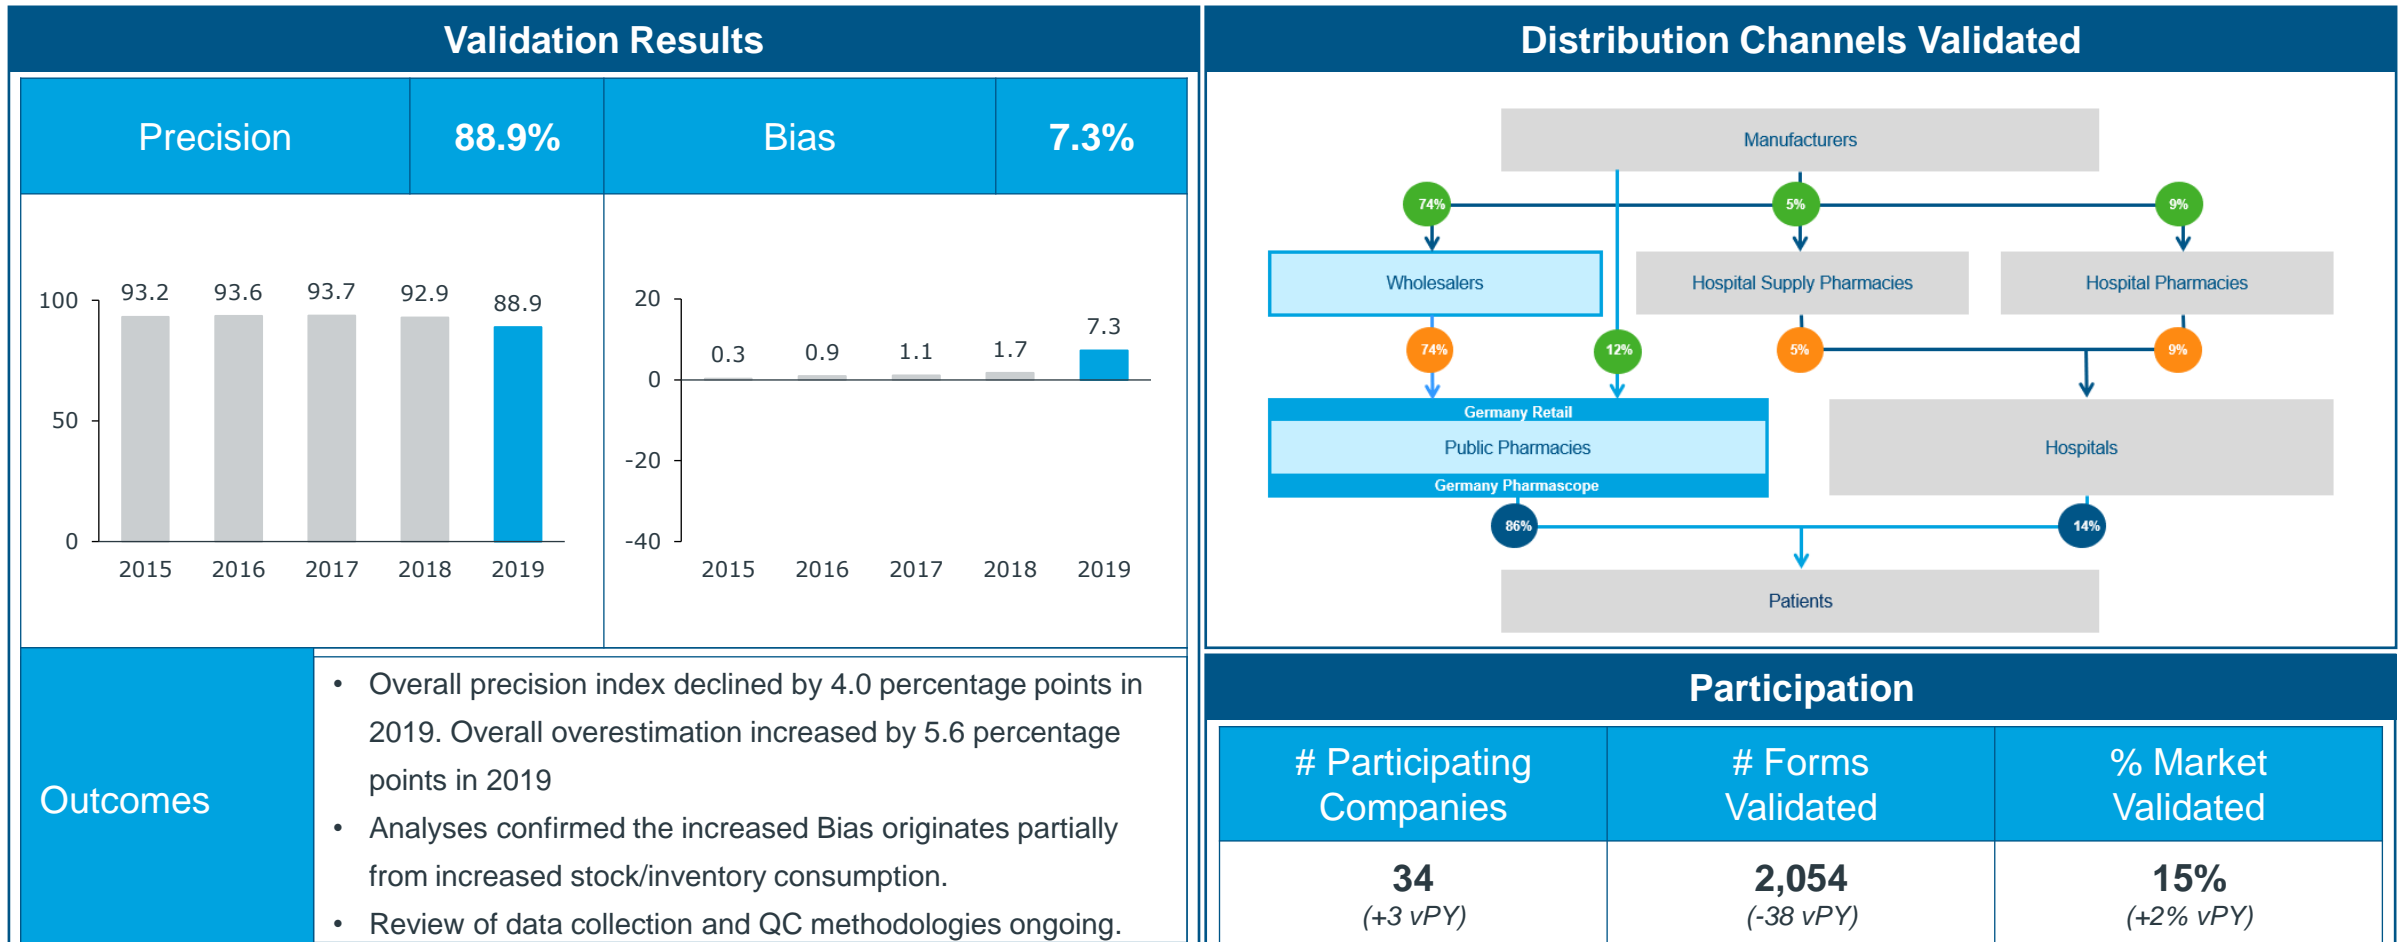 Validation Results
Precision
88.9%
Bias
7.3%
100
50
0
93.2
93.6
93.7
92.9
88.9
2015
2016
2017
2018
2019
20
0
-20
-40
0.3
0.9
1.1
1.7
7.3
2015
2016
2017
2018
2019
Outcomes
• Overall precision index declined by 4.0 percentage points in
2019. Overall overestimation increased by 5.6 percentage
points in 2019
• Analyses confirmed the increased Bias originates partially
from increased stock/inventory consumption.
• Review of data collection and QC methodologies ongoing.
Distribution Channels Validated
Manufacturers
74%
5%
9%
Wholesalers
Hospital Supply Pharmacies
Hospital Pharmacies
74%
12%
5%
9%
Germany Retail
Public Pharmacies
Germany Pharmascope
Hospitals
86%
14%
Patients
Participation
# Participating
Companies
# Forms
Validated
% Market
Validated
34
(+3 vPY)
2,054
(-38 vPY)
15%
(+2% vPY)